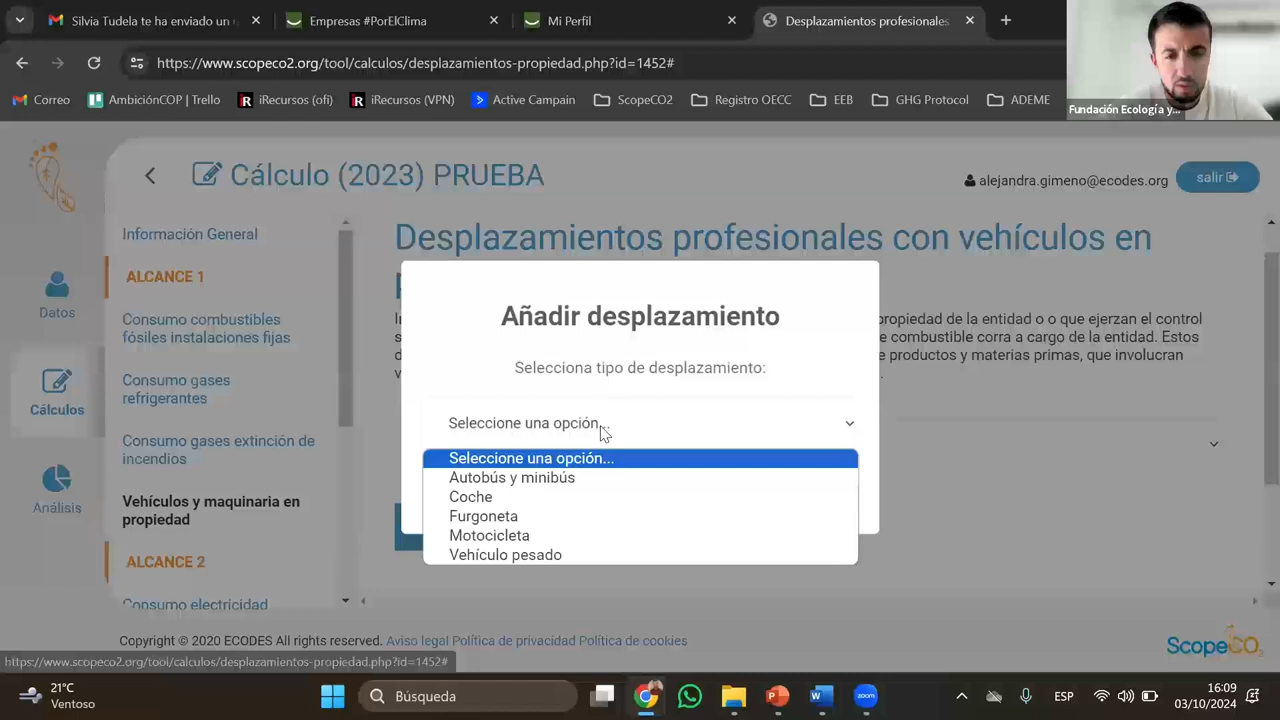 Silvia Tudela te ha enviado un
Empresas #PorElClima
Mi Perfil
Desplazamientos profesionales
https://www.scopeco2.org/tool/calculos/desplazamientos-propiedad.php?id=1452#
Correo
AmbiciónCOP | Trello
iRecursos (ofi)
iRecursos (VPN)
Active Campain
ScopeCO2
Registro OECC
EEB
GHG Protocol
ADEME
Fundación Ecología y...
Cálculo (2023) PRUEBA
alejandra.gimeno@ecodes.org
salir
Datos
Cálculos
Análisis
Información General
ALCANCE 1
Consumo combustibles
fósiles instalaciones fijas
Consumo gases
refrigerantes
Consumo gases extinción de
incendios
Vehículos y maquinaria en
propiedad
ALCANCE 2
Consumo electricidad
Desplazamientos profesionales con vehículos en
propiedad de la entidad o o que ejerzan el control
combustible corra a cargo de la entidad. Estos
productos y materias primas, que involucran
Añadir desplazamiento
Selecciona tipo de desplazamiento:
Seleccione una opción...
Seleccione una opción...
Autobús y minibús
Coche
Furgoneta
Motocicleta
Vehículo pesado
Copyright © 2020 ECODES All rights reserved. Aviso legal Política de privacidad Política de cookies
ScopeCO2
https://www.scopeco2.org/tool/calculos/desplazamientos-propiedad.php?id=1452#
21°C
Ventoso
Búsqueda
zoom
ESP
16:09
03/10/2024